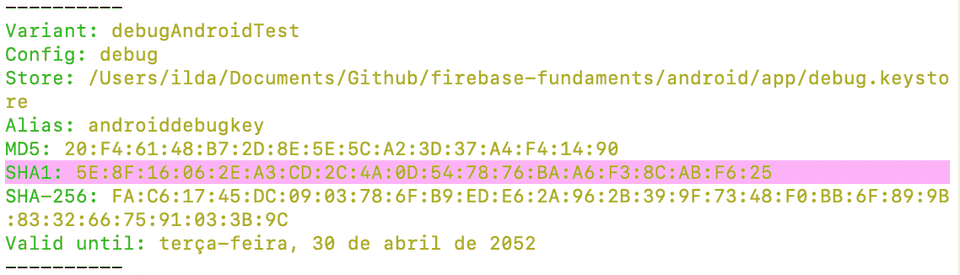 ----------
Variant: debugAndroidTest
Config: debug
Store: /Users/ilda/Documents/Github/firebase-fundaments/android/app/debug.keysto
re
Alias: androiddebugkey
MD5: 20:F4:61:48:B7:2D:8E:5E:5C:A2:3D:37:A4:F4:14:90
SHA1: 5E:8F:16:06:2E:A3:CD:2C:4A:0D:54:78:76:BA:A6:F3:8C:AB:F6:25
SHA-256: FA:C6:17:45:DC:09:03:78:6F:B9:ED:E6:2A:96:2B:39:9F:73:48:F0:BB:6F:89:9B
:83:32:66:75:91:03:3B:9C
Valid until: terça-feira, 30 de abril de 2052
----------